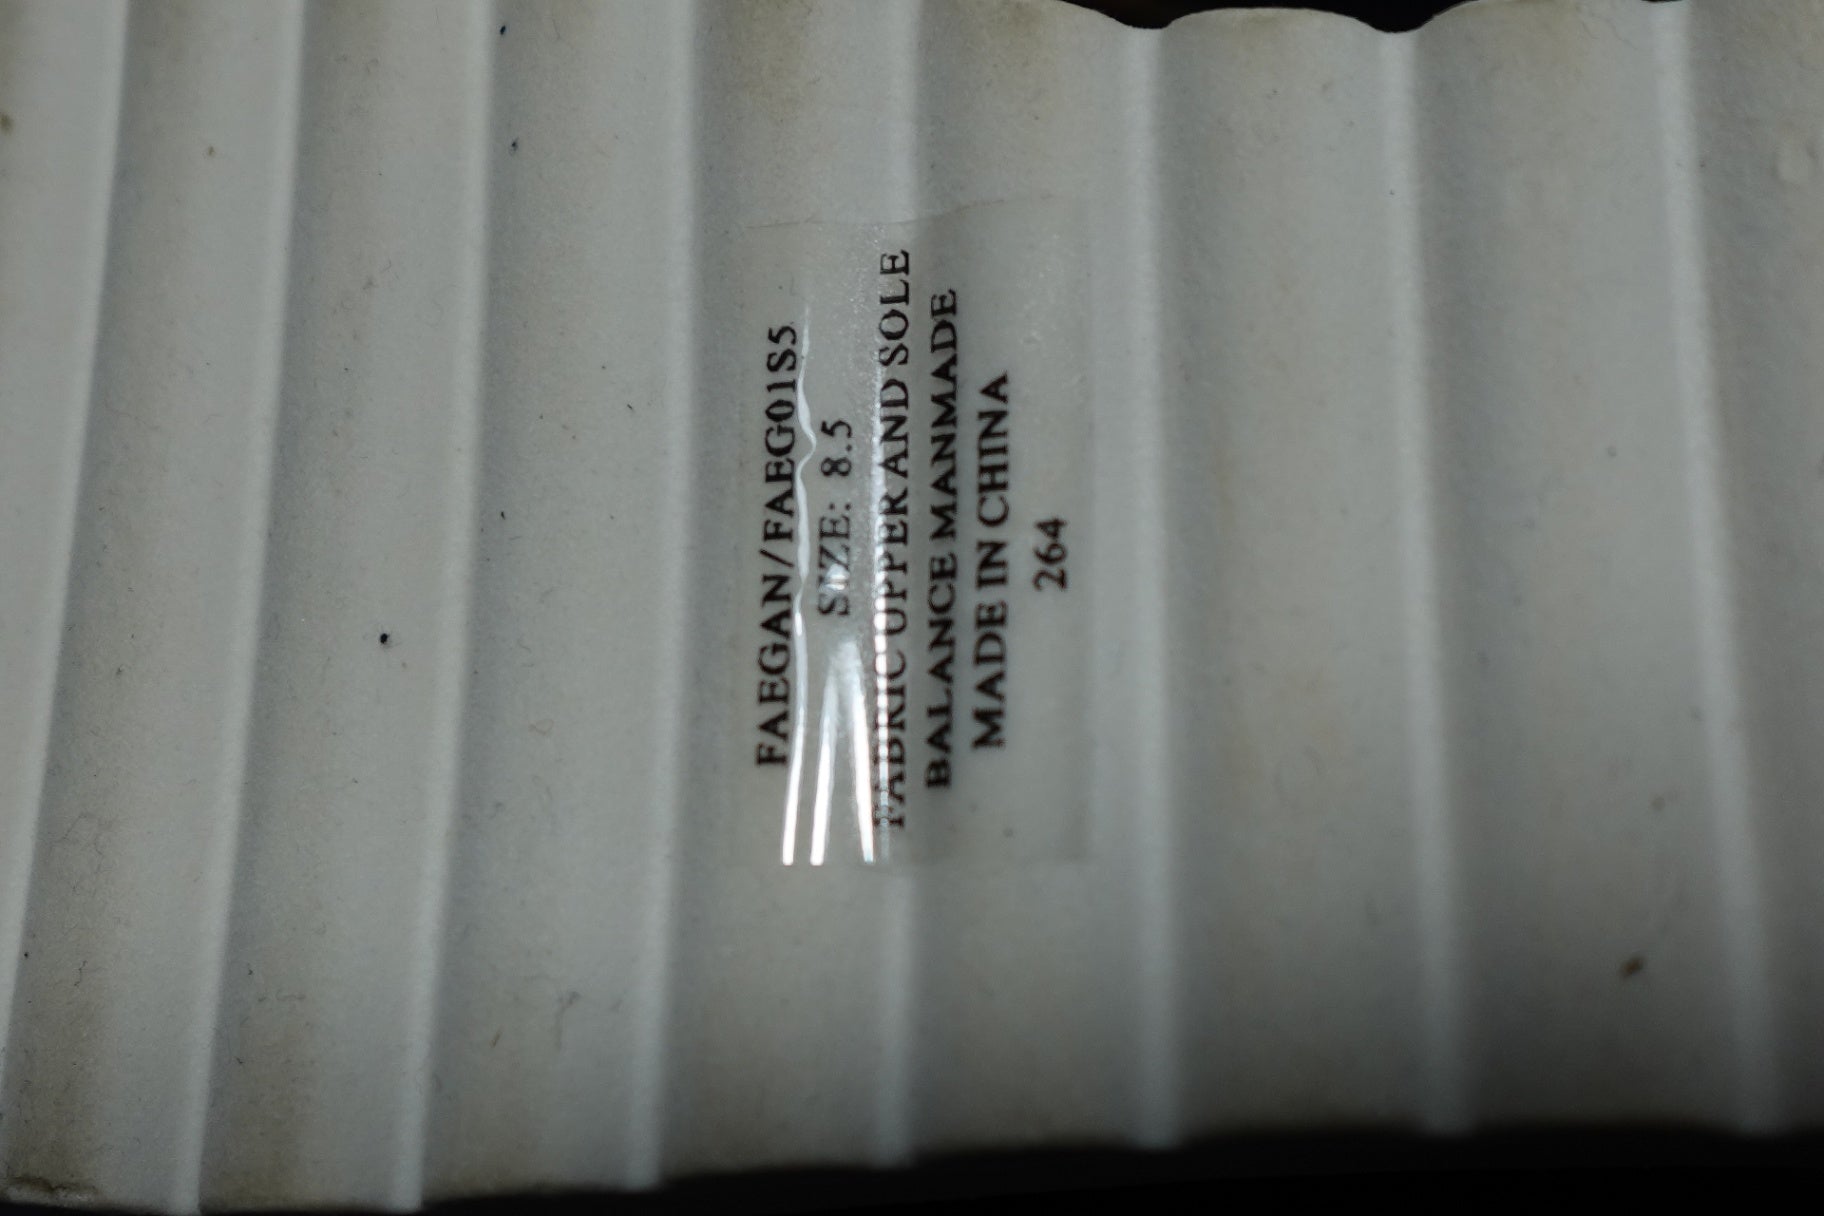 FAEGAN/FAEG01S5
SIZE: 8.5
FABRIC UPPER AND SOLE
BALANCE MANMADE
MADE IN CHINA
264